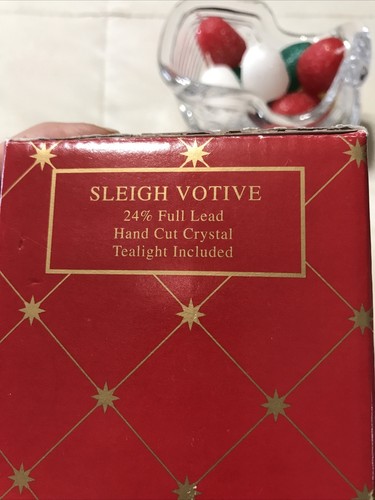 SLEIGH VOTIVE
24% Full Lead
Hand Cut Crystal
Tealight Included